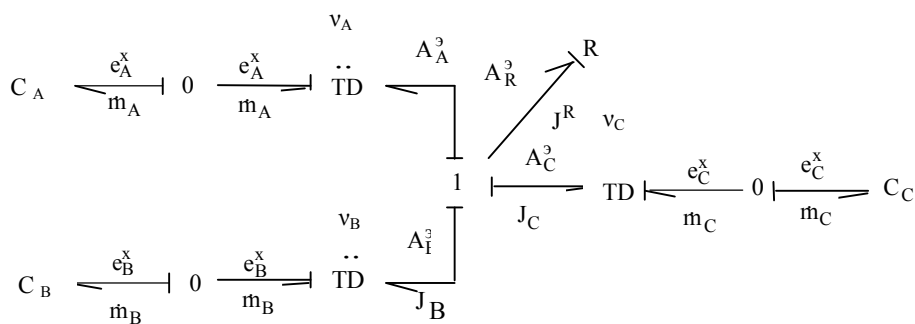 ν_A
A_A^э
R
e_A^x e_A^x TD A_R^э
C_A 0
ṁ_A ṁ_A J^R ν_C
A_C^э e_C^x e_C^x
1 TD 0 C_C
J_C ṁ_C ṁ_C
ν_B
e_B^x e_B^x TD
C_B 0 J_B
ṁ_B ṁ_B